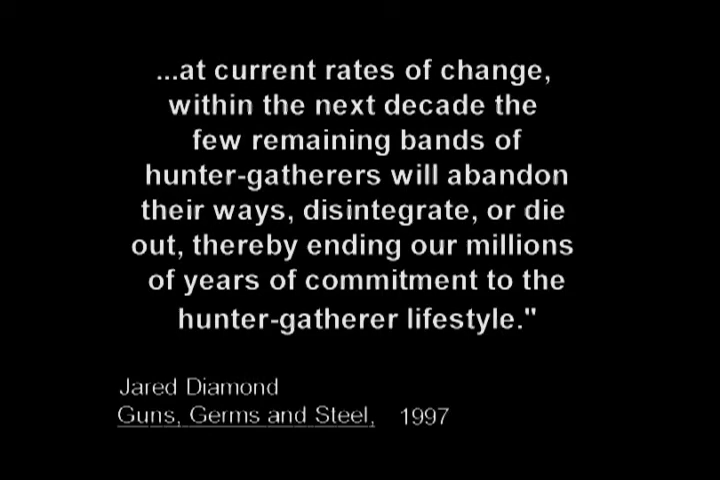 ...at current rates of change,
within the next decade the
few remaining bands of
hunter-gatherers will abandon
their ways, disintegrate, or die
out, thereby ending our millions
of years of commitment to the
hunter-gatherer lifestyle."
Jared Diamond
Guns, Germs and Steel, 1997